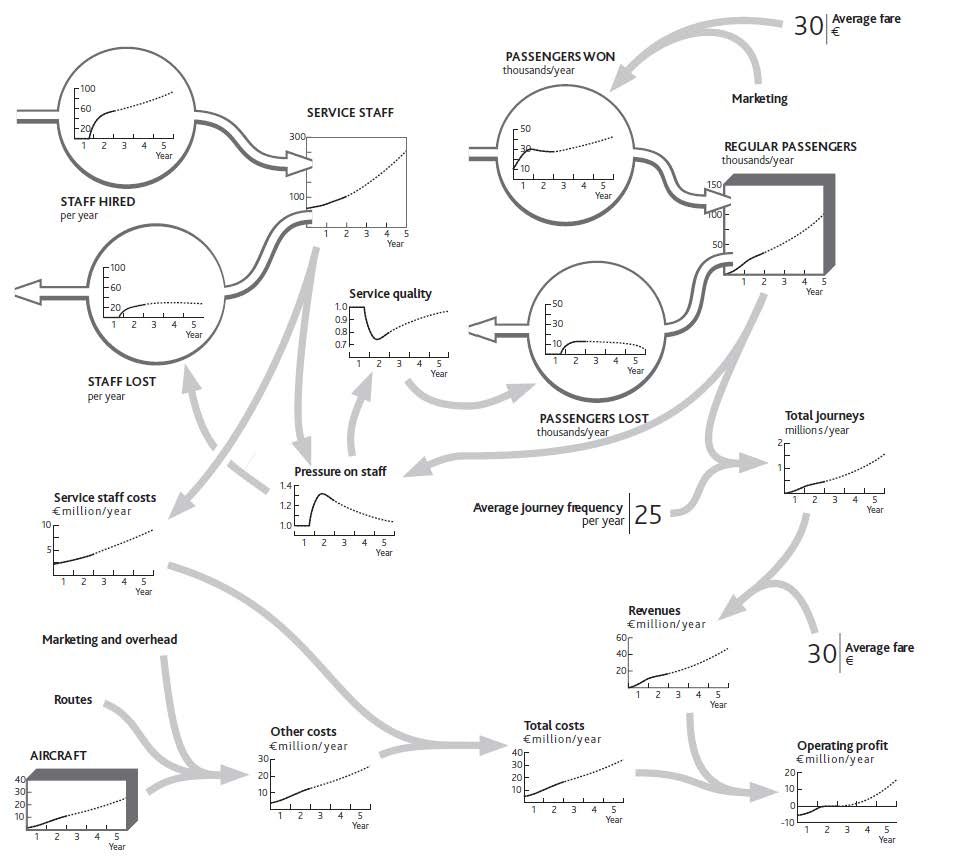 30 Average fare
€
PASSENGERS WON
thousands/year
50
30
10
1 2 3 4 5
Year
Marketing
100
60
20
1 2 3 4 5
Year
STAFF HIRED
per year
SERVICE STAFF
300
100
1 2 3 4 5
Year
REGULAR PASSENGERS
thousands/year
150
100
50
1 2 3 4 5
Year
100
60
20
1 2 3 4 5
Year
STAFF LOST
per year
Service quality
1.0
0.9
0.8
0.7
1 2 3 4 5
Year
50
30
10
1 2 3 4 5
Year
PASSENGERS LOST
thousands/year
Total journeys
millions/year
2
1
1 2 3 4 5
Year
Pressure on staff
1.4
1.2
1.0
1 2 3 4 5
Year
Average journey frequency
per year
25
Service staff costs
€million/year
10
5
1 2 3 4 5
Year
Revenues
€million/year
60
40
20
1 2 3 4 5
Year
30 Average fare
€
Marketing and overhead
Routes
AIRCRAFT
40
30
20
10
1 2 3 4 5
Year
Other costs
€million/year
30
20
10
1 2 3 4 5
Year
Total costs
€million/year
40
30
20
10
1 2 3 4 5
Year
Operating profit
€million/year
20
10
0
-10
1 2 3 4 5
Year